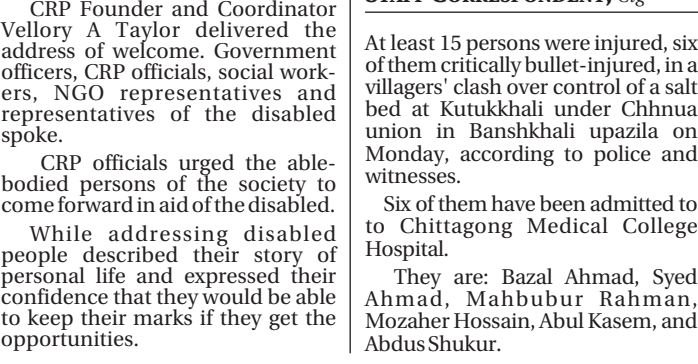 CRP Founder and Coordinator
Vellory A Taylor delivered the
address of welcome. Government
officers, CRP officials, social work-
ers, NGO representatives and
representatives of the disabled
spoke.
CRP officials urged the able-
bodied persons of the society to
come forward in aid of the disabled.
While addressing disabled
people described their story of
personal life and expressed their
confidence that they would be able
to keep their marks if they get the
opportunities.
STAFF CORRESPONDENT, Ctg
At least 15 persons were injured, six
of them critically bullet-injured, in a
villagers' clash over control of a salt
bed at Kutukkhali under Chhnua
union in Banshkhali upazila on
Monday, according to police and
witnesses.
Six of them have been admitted to
to Chittagong Medical College
Hospital.
They are: Bazal Ahmad, Syed
Ahmad, Mahbubur Rahman,
Mozaher Hossain, Abul Kasem, and
Abdus Shukur.